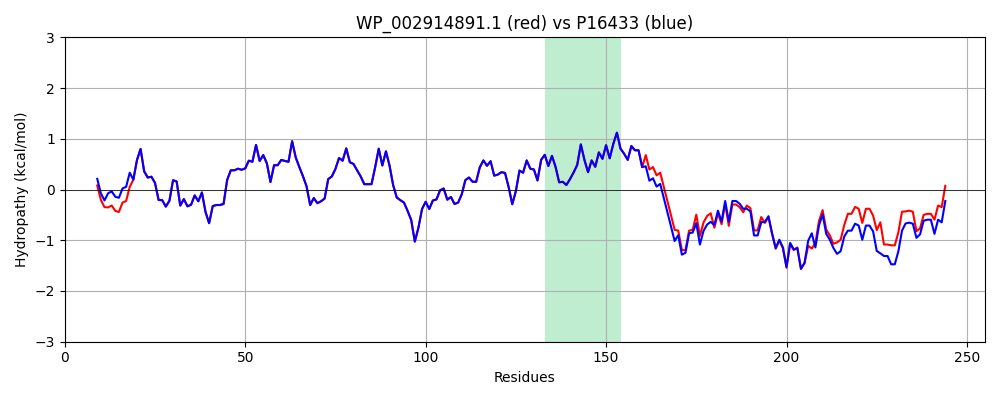 WP_002914891.1 (red) vs P16433 (blue)
Hydropathy (kcal/mol)
3
2
1
0
−1
−2
−3
0 50 100 150 200 250
Residues